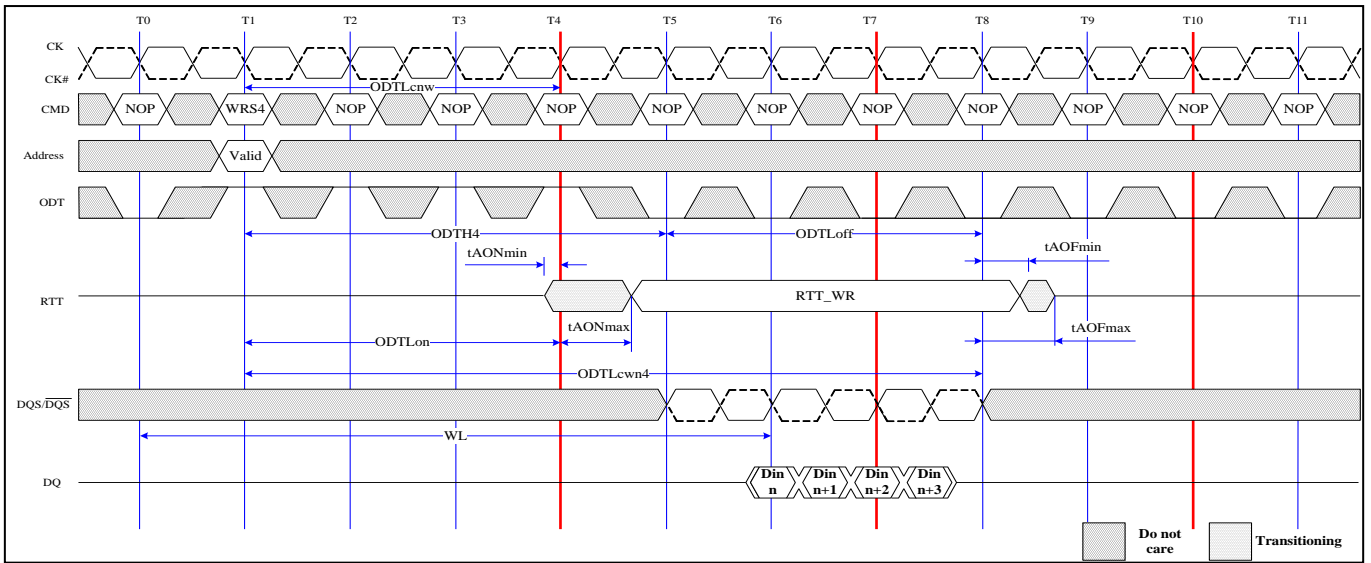 T0 T1 T2 T3 T4 T5 T6 T7 T8 T9 T10 T11
CK
CK#
ODTLcnw
CMD NOP WRS4 NOP NOP NOP NOP NOP NOP NOP NOP NOP NOP
Address Valid
ODT
ODTH4 ODTLoff
tAONmin tAOFmin
RTT RTT_WR
tAONmax tAOFmax
ODTLon
ODTLcwn4
DQS/DQS
WL
DQ Din n Din n+1 Din n+2 Din n+3
Do not care Transitioning